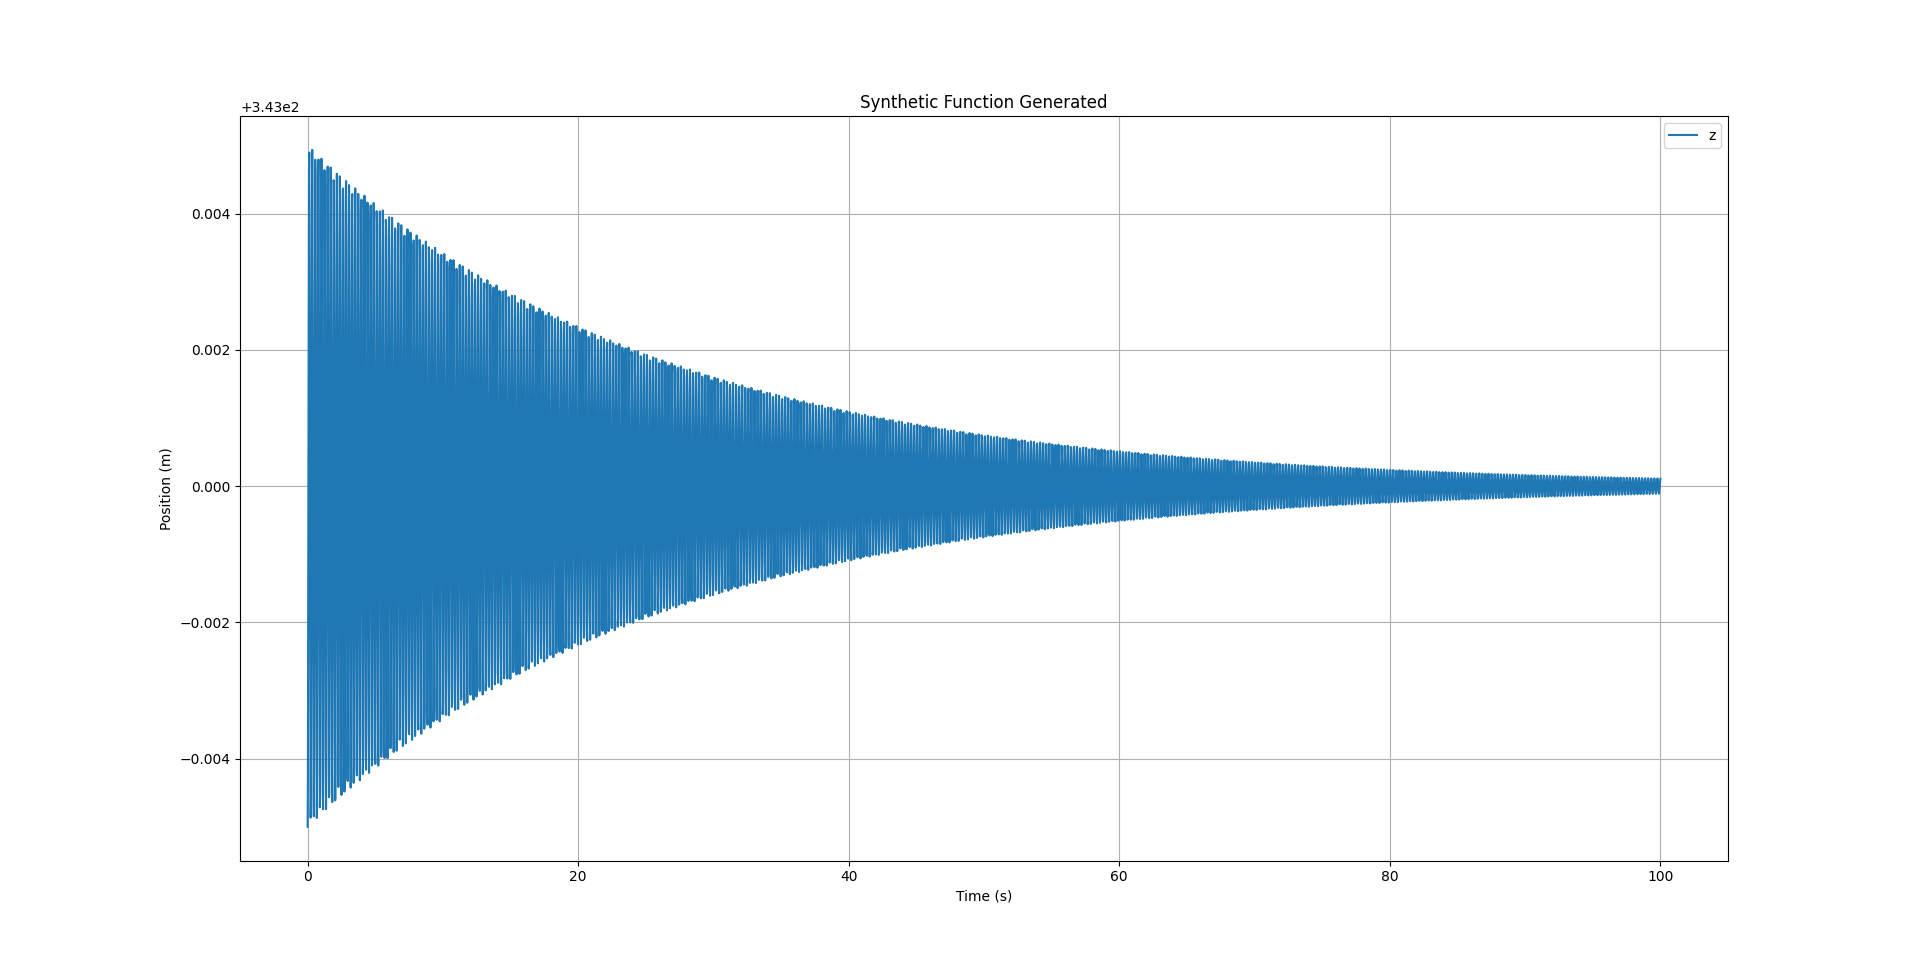 Synthetic Function Generated
+3.43e2
z
0.004
0.002
0.000
−0.002
−0.004
Position (m)
0
20
40
60
80
100
Time (s)